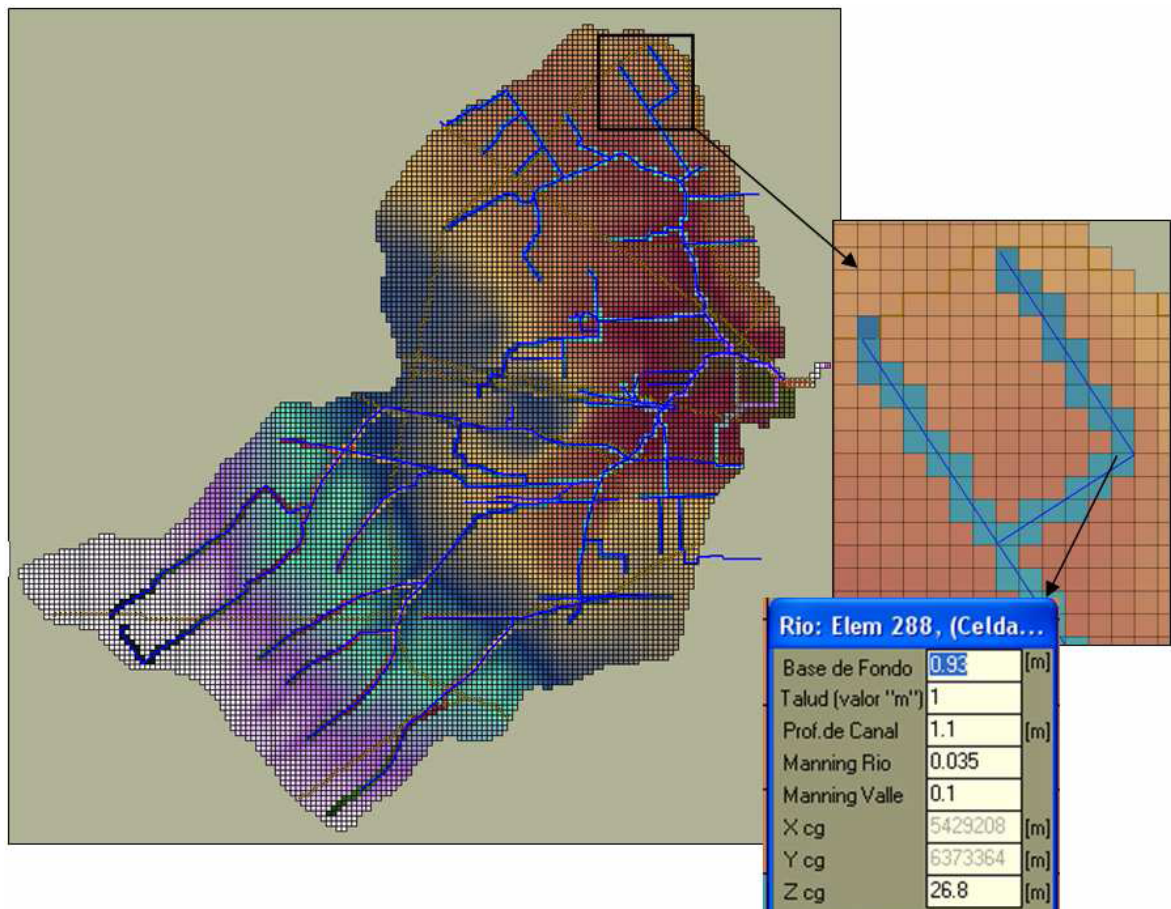 Rio: Elem 288, (Celda...
Base de Fondo 0.93 [m]
Talud (valor "m") 1
Prof.de Canal 1.1 [m]
Manning Rio 0.035
Manning Valle 0.1
X cg 5429208 [m]
Y cg 6373364 [m]
Z cg 26.8 [m]